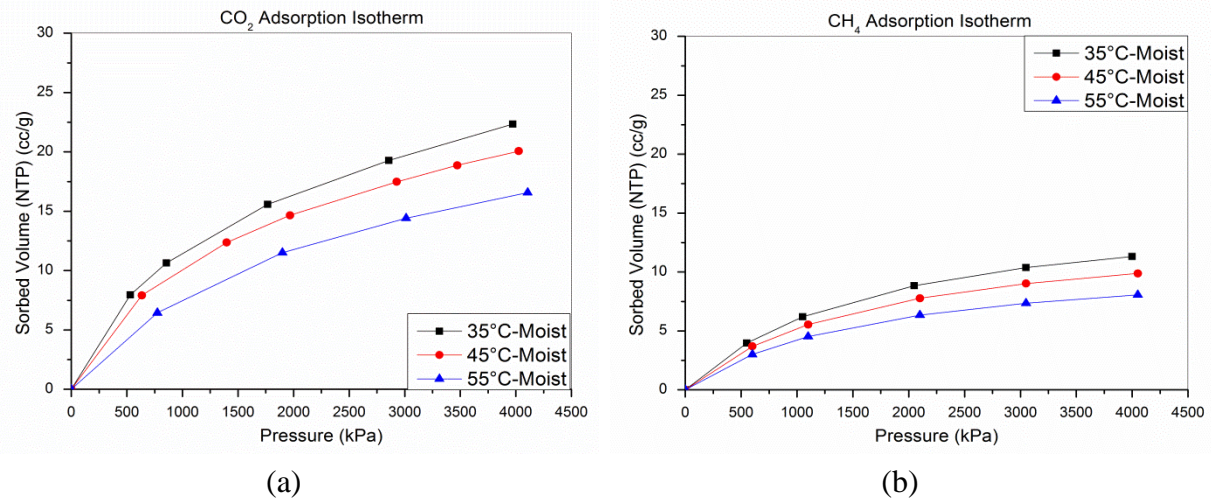 CO₂ Adsorption Isotherm
30
25
20
15
10
5
0
Sorbed Volume (NTP) (cc/g)
35°C-Moist
45°C-Moist
55°C-Moist
0 500 1000 1500 2000 2500 3000 3500 4000 4500
Pressure (kPa)
(a)
CH₄ Adsorption Isotherm
30
25
20
15
10
5
0
Sorbed Volume (NTP) (cc/g)
35°C-Moist
45°C-Moist
55°C-Moist
0 500 1000 1500 2000 2500 3000 3500 4000 4500
Pressure (kPa)
(b)